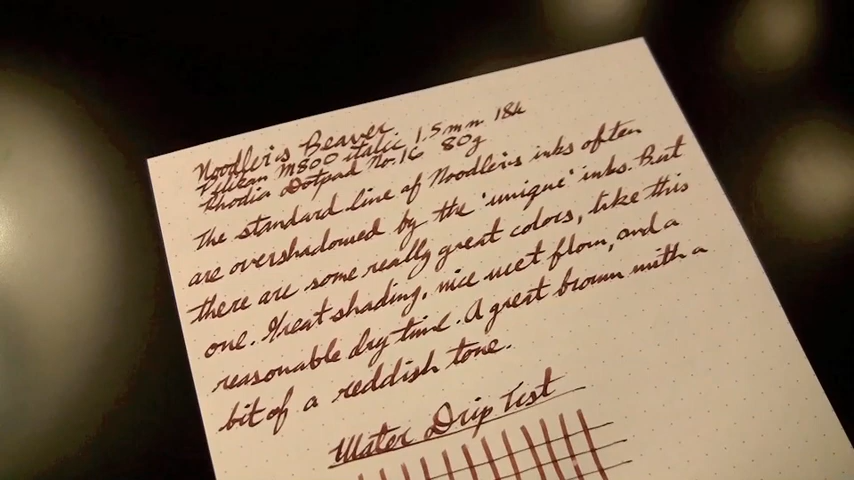 Noodler's Beaver
Pelikan M800 italic 1.5mm 18k
Rhodia Dotpad No.16 80g
The standard line of Noodler's inks often
are overshadowed by the 'unique' inks. But
there are some really great colors, like this
one. Great shading, nice wet flow, and a
reasonable dry time. A great brown with a
bit of a reddish tone.
Water Drip Test